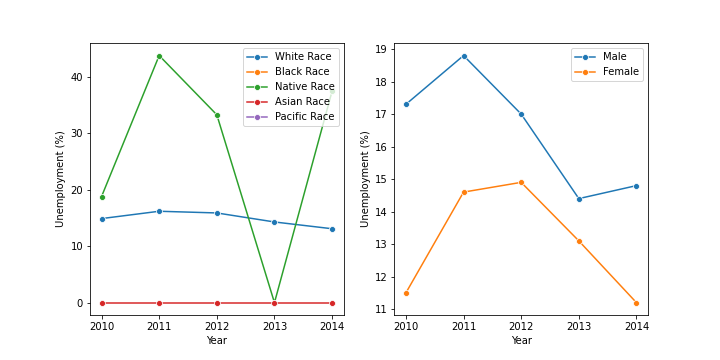 Unemployment (%)
40
30
20
10
0
2010 2011 2012 2013 2014
Year
White Race
Black Race
Native Race
Asian Race
Pacific Race
Unemployment (%)
19
18
17
16
15
14
13
12
11
2010 2011 2012 2013 2014
Year
Male
Female